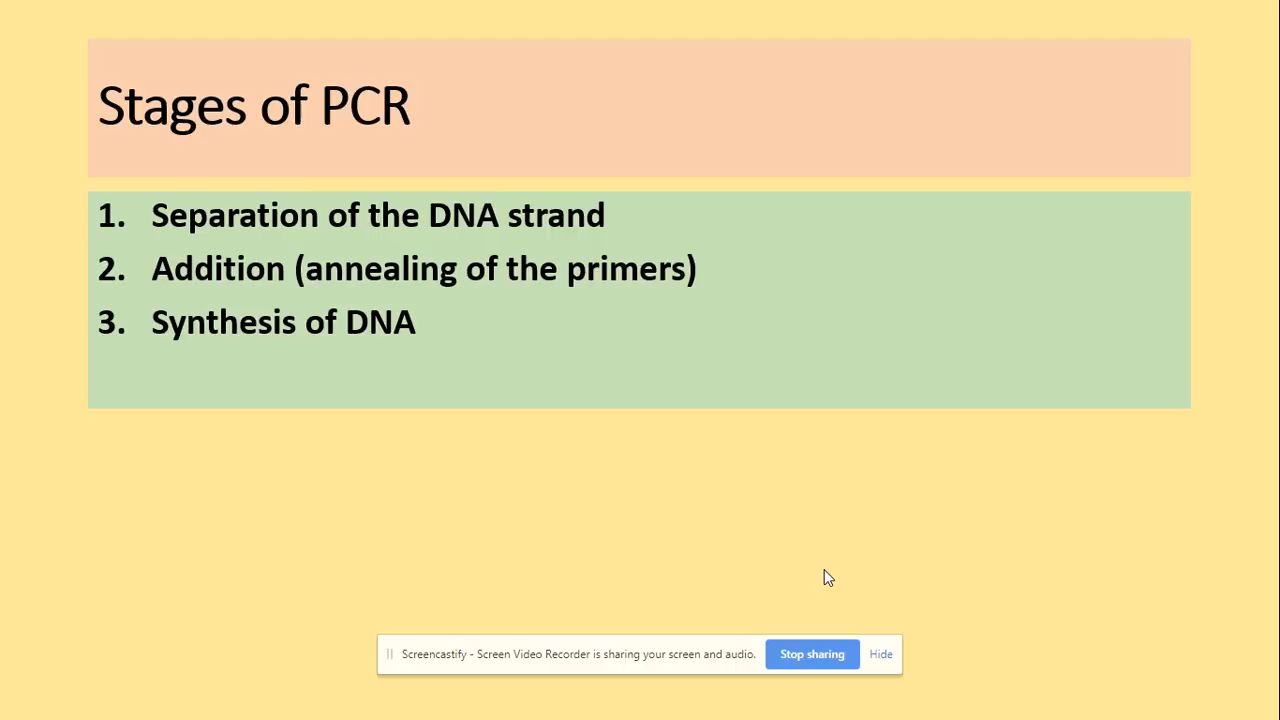 Stages of PCR
1. Separation of the DNA strand
2. Addition (annealing of the primers)
3. Synthesis of DNA
Screencastify - Screen Video Recorder is sharing your screen and audio. Stop sharing Hide